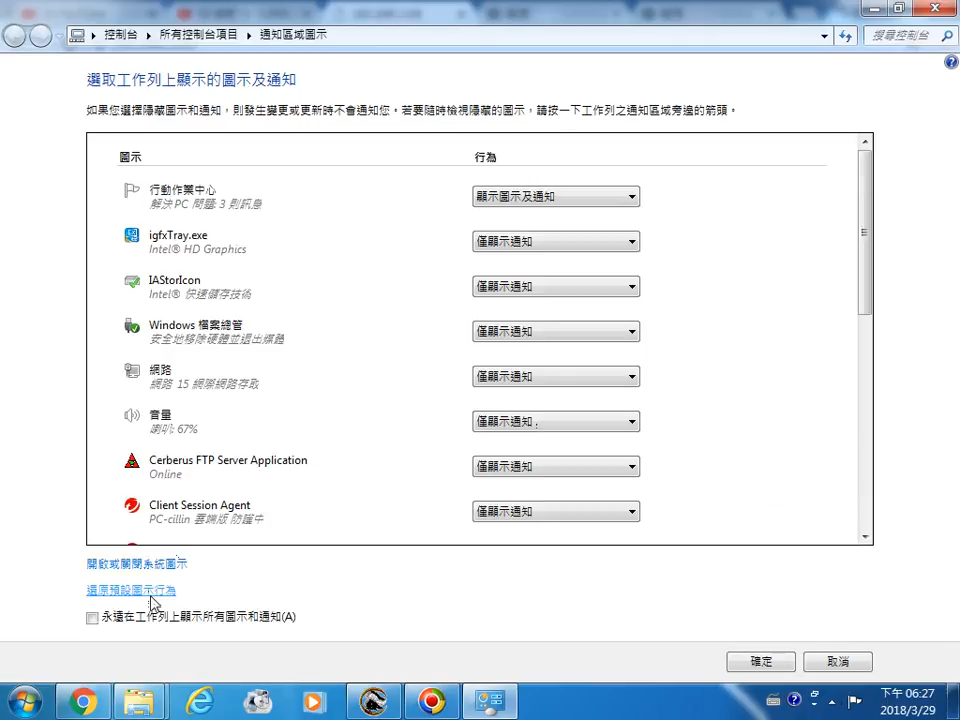 控制台 ▸ 所有控制台項目 ▸ 通知區域圖示
搜尋控制台
選取工作列上顯示的圖示及通知
如果您選擇隱藏圖示和通知，則發生變更或更新時不會通知您。若要隨時檢視隱藏的圖示，請按一下工作列之通知區域旁邊的箭頭。
圖示 行為
行動作業中心 顯示圖示及通知
解決 PC 問題: 3 則訊息
igfxTray.exe 僅顯示通知
Intel® HD Graphics
IAStorIcon 僅顯示通知
Intel® 快速儲存技術
Windows 檔案總管 僅顯示通知
安全地移除硬體並退出媒體
網路 僅顯示通知
網路 15 網際網路存取
音量 僅顯示通知
喇叭: 67%
Cerberus FTP Server Application 僅顯示通知
Online
Client Session Agent 僅顯示通知
PC-cillin 雲端版 防護中
開啟或關閉系統圖示
還原預設圖示行為
永遠在工作列上顯示所有圖示和通知(A)
確定 取消
下午 06:27
2018/3/29